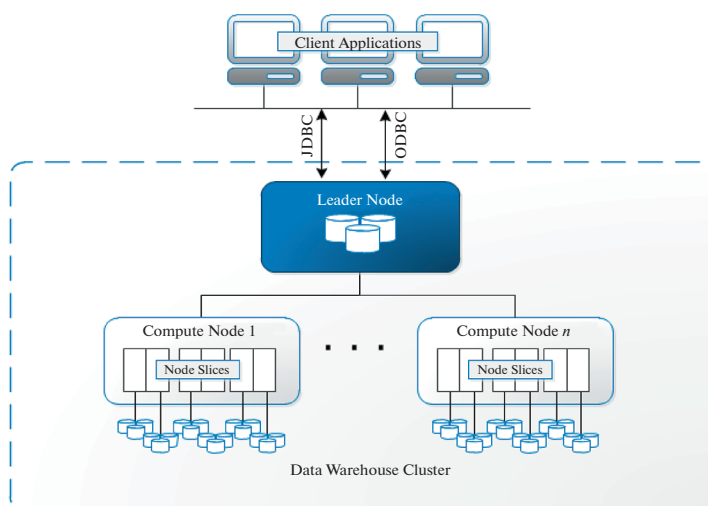 Client Applications
JDBC
ODBC
Leader Node
Compute Node 1
Compute Node n
Node Slices
Node Slices
Data Warehouse Cluster